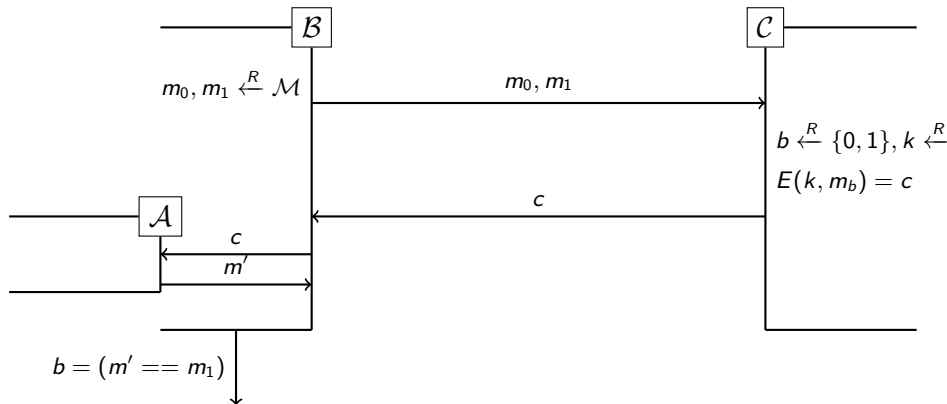 ℬ
𝒞
m₀, m₁ ←ᴿ ℳ
m₀, m₁
b ←ᴿ {0, 1}, k ←ᴿ
E(k, m_b) = c
c
𝒜
c
m′
b = (m′ == m₁)